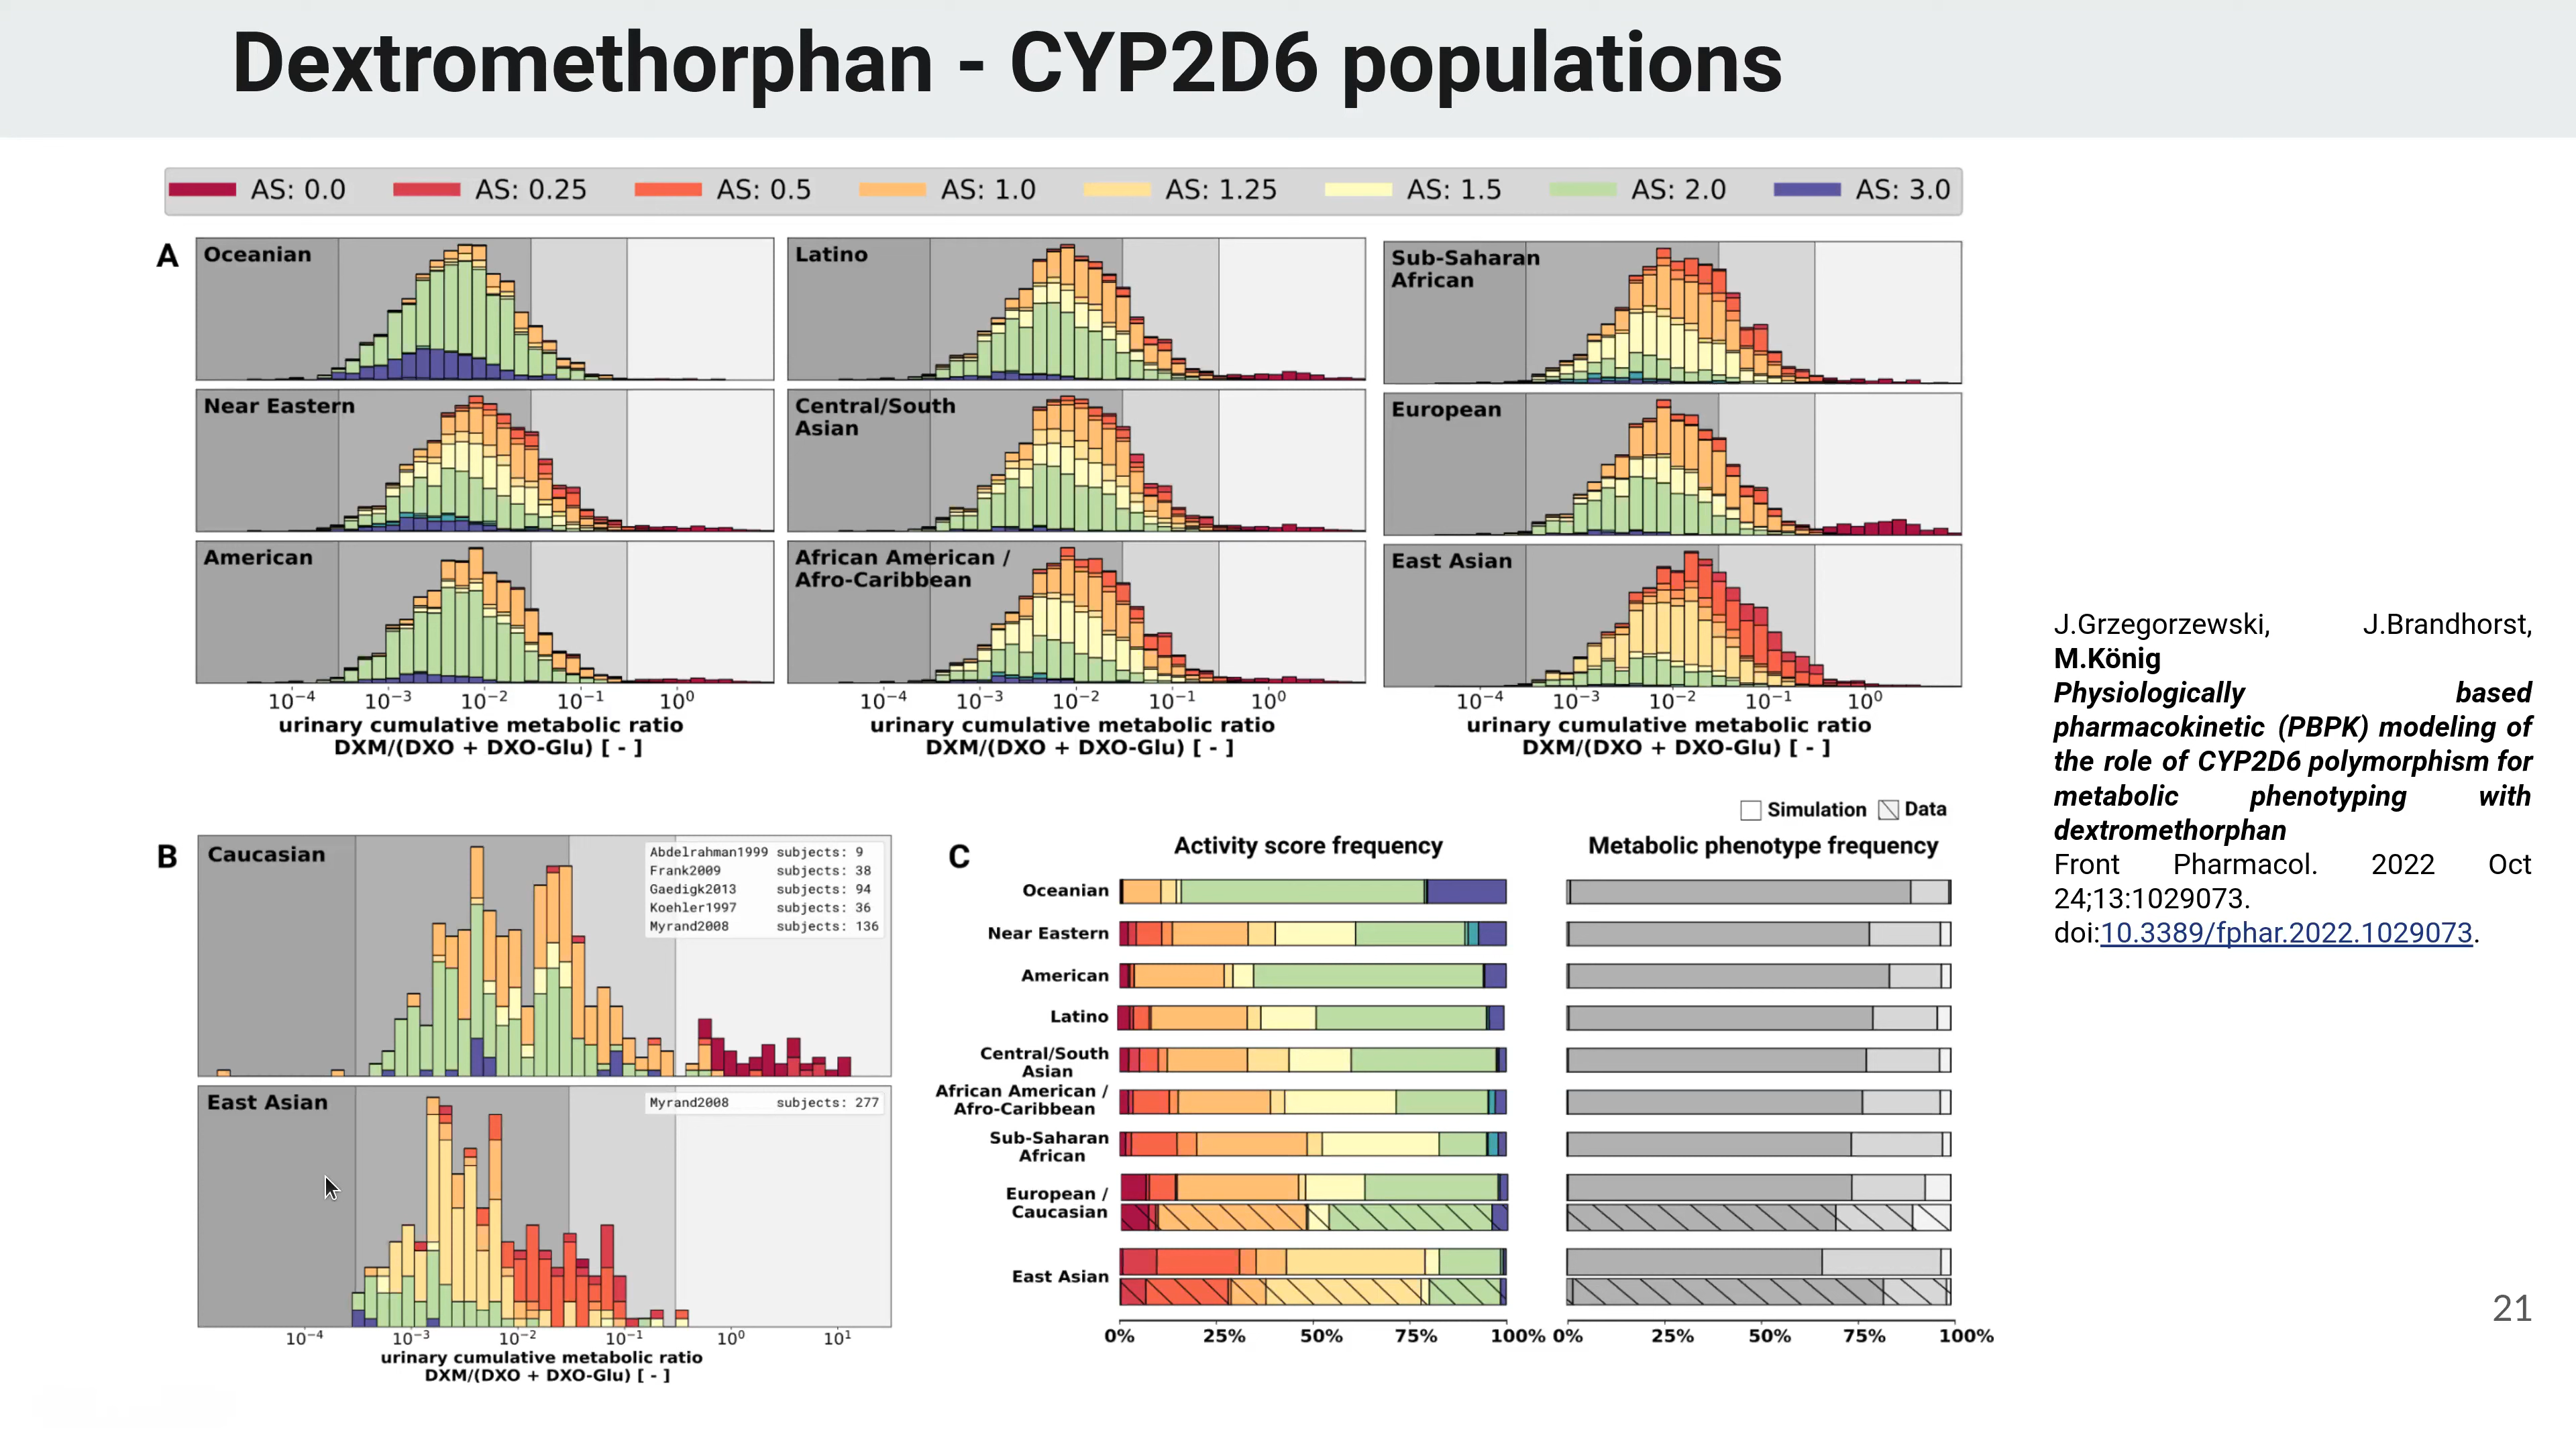 Dextromethorphan - CYP2D6 populations
AS: 0.0 AS: 0.25 AS: 0.5 AS: 1.0 AS: 1.25 AS: 1.5 AS: 2.0 AS: 3.0
A
Oceanian
Latino
Sub-Saharan
African
Near Eastern
Central/South
Asian
European
American
African American /
Afro-Caribbean
East Asian
10⁻⁴ 10⁻³ 10⁻² 10⁻¹ 10⁰
urinary cumulative metabolic ratio
DXM/(DXO + DXO-Glu) [ - ]
10⁻⁴ 10⁻³ 10⁻² 10⁻¹ 10⁰
urinary cumulative metabolic ratio
DXM/(DXO + DXO-Glu) [ - ]
10⁻⁴ 10⁻³ 10⁻² 10⁻¹ 10⁰
urinary cumulative metabolic ratio
DXM/(DXO + DXO-Glu) [ - ]
B
Caucasian
Abdelrahman1999 subjects: 9
Frank2009 subjects: 38
Gaedigk2013 subjects: 94
Koehler1997 subjects: 36
Myrand2008 subjects: 136
East Asian
Myrand2008 subjects: 277
10⁻⁴ 10⁻³ 10⁻² 10⁻¹ 10⁰ 10¹
urinary cumulative metabolic ratio
DXM/(DXO + DXO-Glu) [ - ]
C
Simulation Data
Activity score frequency
Metabolic phenotype frequency
Oceanian
Near Eastern
American
Latino
Central/South
Asian
African American /
Afro-Caribbean
Sub-Saharan
African
European /
Caucasian
East Asian
0% 25% 50% 75% 100%
0% 25% 50% 75% 100%
J.Grzegorzewski, J.Brandhorst,
M.König
Physiologically based
pharmacokinetic (PBPK) modeling of
the role of CYP2D6 polymorphism for
metabolic phenotyping with
dextromethorphan
Front Pharmacol. 2022 Oct
24;13:1029073.
doi:10.3389/fphar.2022.1029073.
21